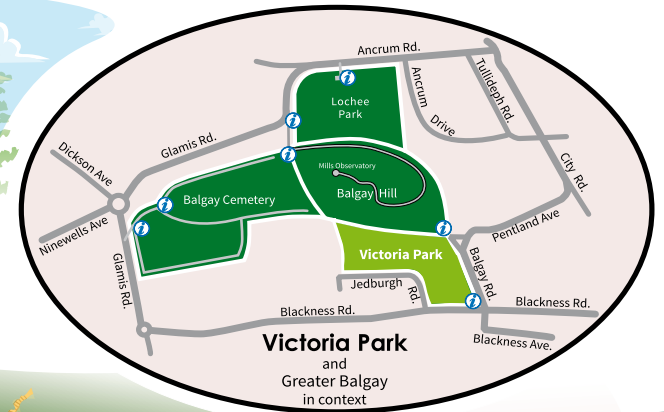 Ancrum Rd.
Lochee
Park
Ancrum
Drive
Tullideph Rd.
City Rd.
Glamis Rd.
Dickson Ave
Mills Observatory
Balgay Cemetery
Balgay Hill
Ninewells Ave
Glamis Rd.
Victoria Park
Pentland Ave
Balgay Rd.
Jedburgh
Rd.
Blackness Rd.
Blackness Rd.
Blackness Ave.
Victoria Park
and
Greater Balgay
in context
i
i
i
i
i
i
i